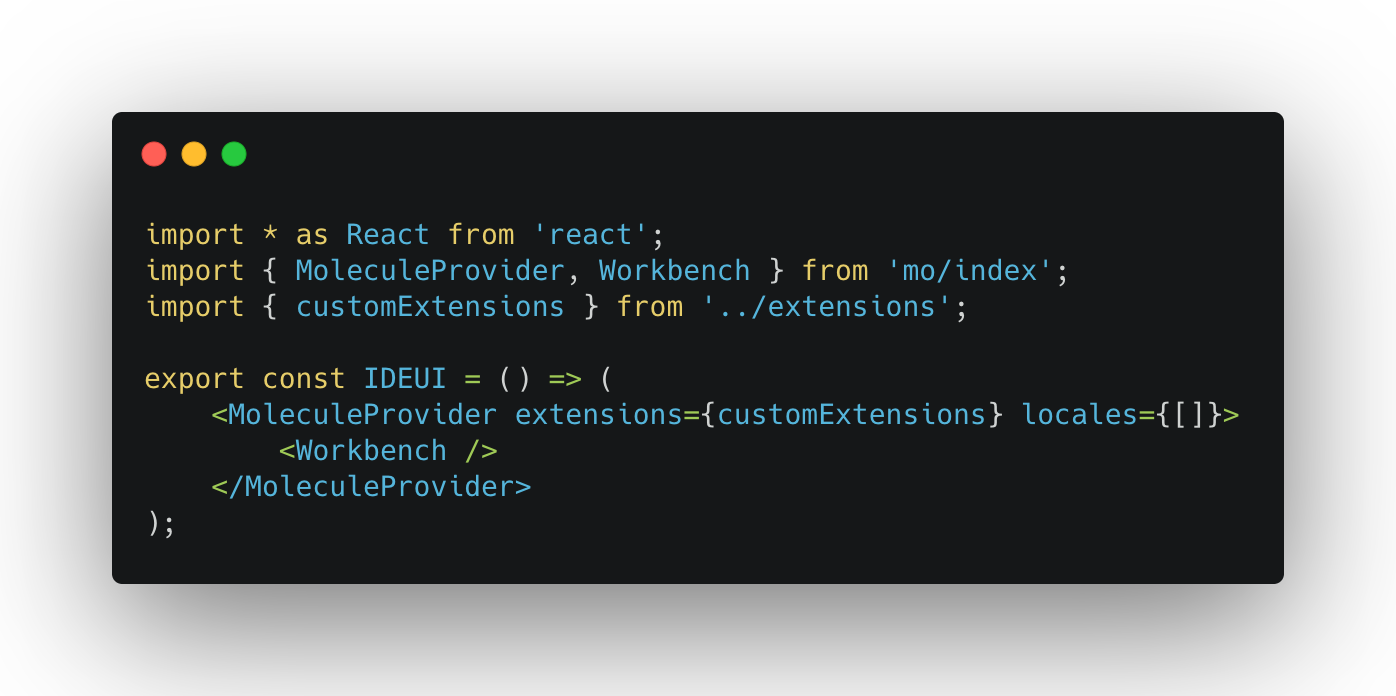 import * as React from 'react';
import { MoleculeProvider, Workbench } from 'mo/index';
import { customExtensions } from '../extensions';

export const IDEUI = () => (
    <MoleculeProvider extensions={customExtensions} locales={[]}>
        <Workbench />
    </MoleculeProvider>
);